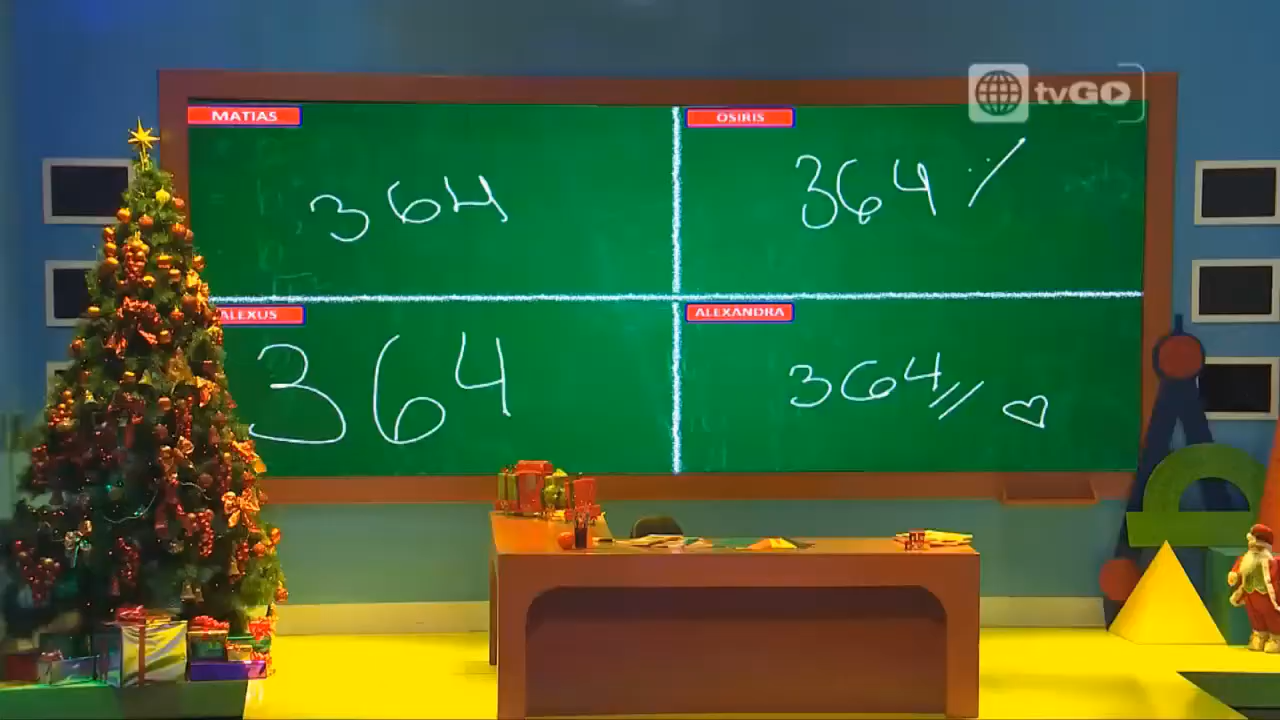 tvGO
MATIAS
364
OSIRIS
364 ./.
ALEXUS
364
ALEXANDRA
364 // ♡